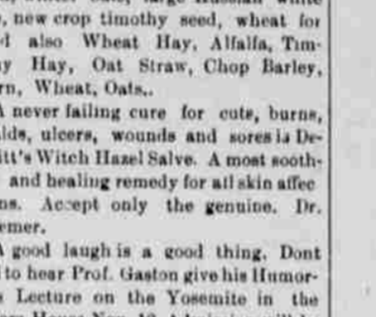 , new crop timothy seed, wheat for
also Wheat Hay, Alfalfa, Tim-
y Hay, Oat Straw, Chop Barley,
rn, Wheat, Oats..
A never failing cure for cuts, burns,
alds, ulcers, wounds and sores is De-
itt's Witch Hazel Salve. A most sooth-
and healing remedy for all skin affec
ns. Accept only the genuine. Dr.
emer.
A good laugh is a good thing. Dont
to hear Prof. Gaston give his Humor-
s Lecture on the Yosemite in the